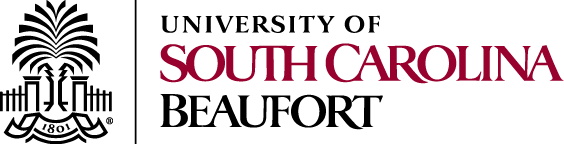 UNIVERSITY OF
SOUTH CAROLINA
BEAUFORT
1801
®